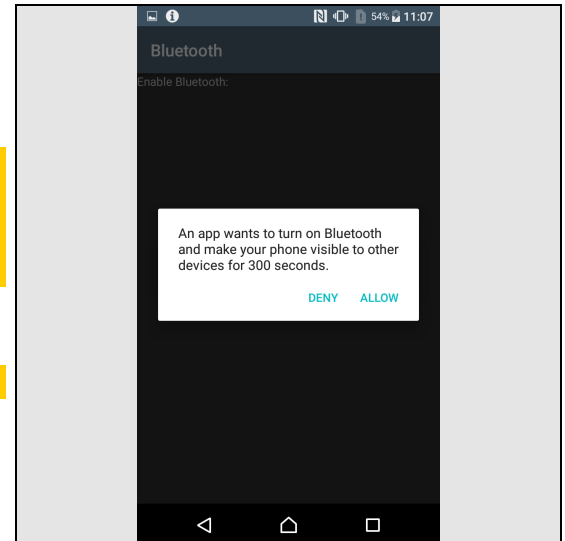 54% 11:07
Bluetooth
Enable Bluetooth:
An app wants to turn on Bluetooth
and make your phone visible to other
devices for 300 seconds.
DENY ALLOW